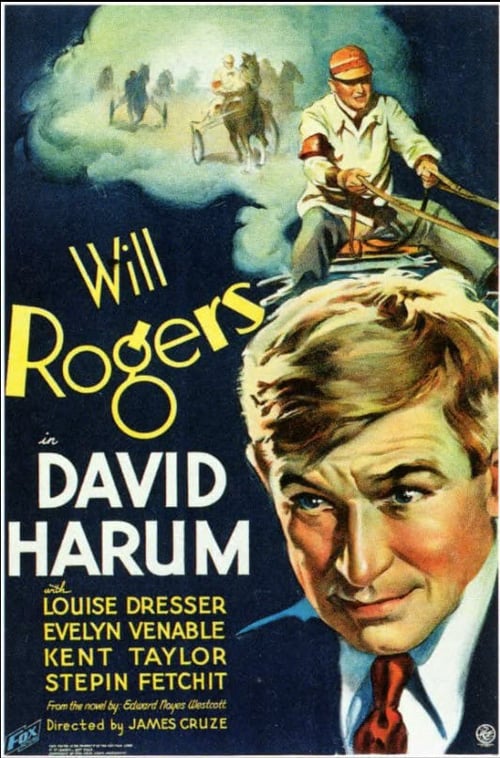 Will
Rogers
in
DAVID
HARUM
with
LOUISE DRESSER
EVELYN VENABLE
KENT TAYLOR
STEPIN FETCHIT
From the novel by: Edward Noyes Westcott
Directed by JAMES CRUZE
FOX